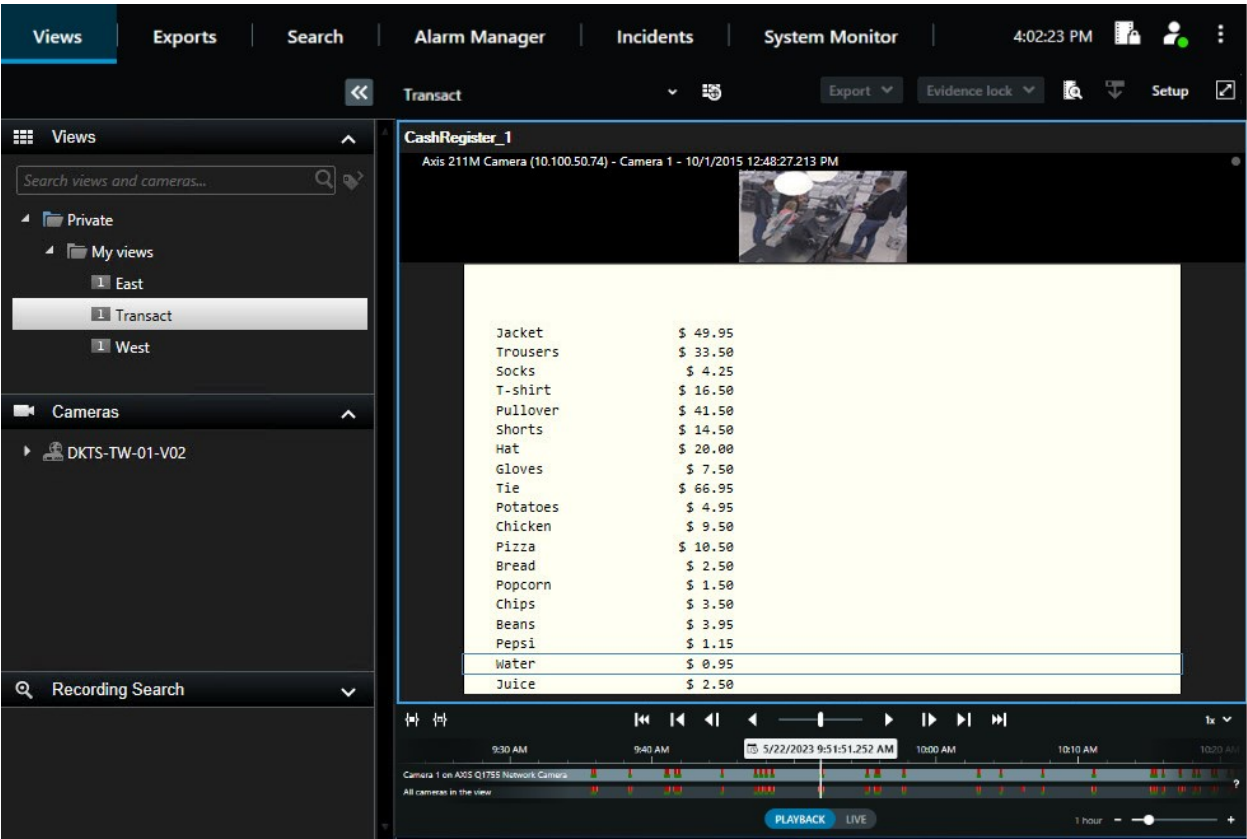 Views Exports Search Alarm Manager Incidents System Monitor 4:02:23 PM
Transact Export Evidence lock Setup
Views
Search views and cameras...
Private
My views
1 East
1 Transact
1 West
Cameras
DKTS-TW-01-V02
Recording Search
CashRegister_1
Axis 211M Camera (10.100.50.74) - Camera 1 - 10/1/2015 12:48:27.213 PM
Jacket $ 49.95
Trousers $ 33.50
Socks $ 4.25
T-shirt $ 16.50
Pullover $ 41.50
Shorts $ 14.50
Hat $ 20.00
Gloves $ 7.50
Tie $ 66.95
Potatoes $ 4.95
Chicken $ 9.50
Pizza $ 10.50
Bread $ 2.50
Popcorn $ 1.50
Chips $ 3.50
Beans $ 3.95
Pepsi $ 1.15
Water $ 0.95
Juice $ 2.50
1x
9:30 AM 9:40 AM 5/22/2023 9:51:51.252 AM 10:00 AM 10:10 AM 10:20 AM
Camera 1 on AXIS Q1755 Network Camera
All cameras in the view ?
PLAYBACK LIVE 1 hour - +